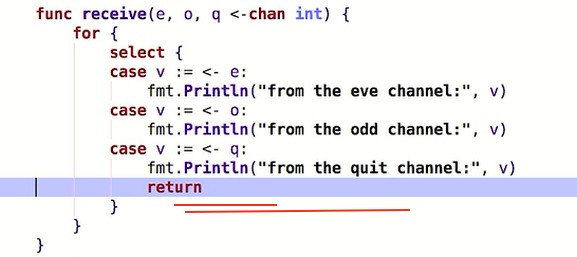 func receive(e, o, q <-chan int) {
    for {
        select {
        case v := <- e:
            fmt.Println("from the eve channel:", v)
        case v := <- o:
            fmt.Println("from the odd channel:", v)
        case v := <- q:
            fmt.Println("from the quit channel:", v)
            return
        }
    }
}